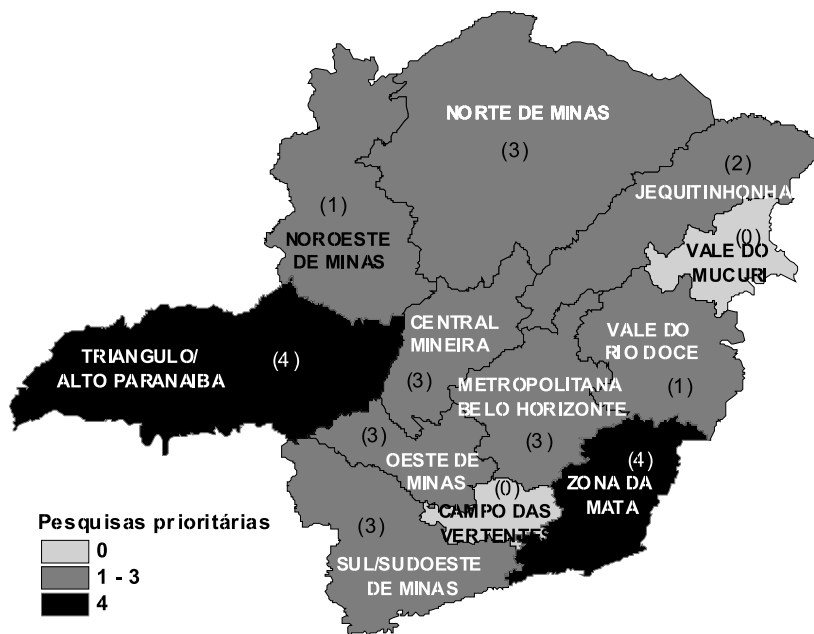 NORTE DE MINAS
(3)
(2)
JEQUITINHONHA
(1)
NOROESTE
DE MINAS
(0)
VALE DO
MUCURI
CENTRAL
MINEIRA
(3)
VALE DO
RIO DOCE
(1)
TRIANGULO/
ALTO PARANAIBA
(4)
METROPOLITANA
BELO HORIZONTE
(3)
(3)
OESTE DE
MINAS
(4)
ZONA DA
MATA
(0)
CAMPO DAS
VERTENTES
(3)
SUL/SUDOESTE
DE MINAS
Pesquisas prioritárias
0
1 - 3
4